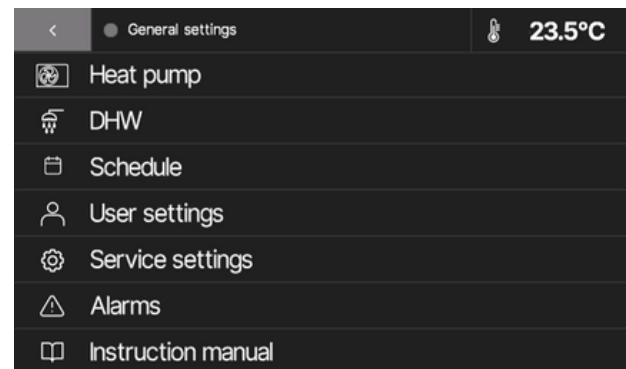 General settings
23.5°C
Heat pump
DHW
Schedule
User settings
Service settings
Alarms
Instruction manual